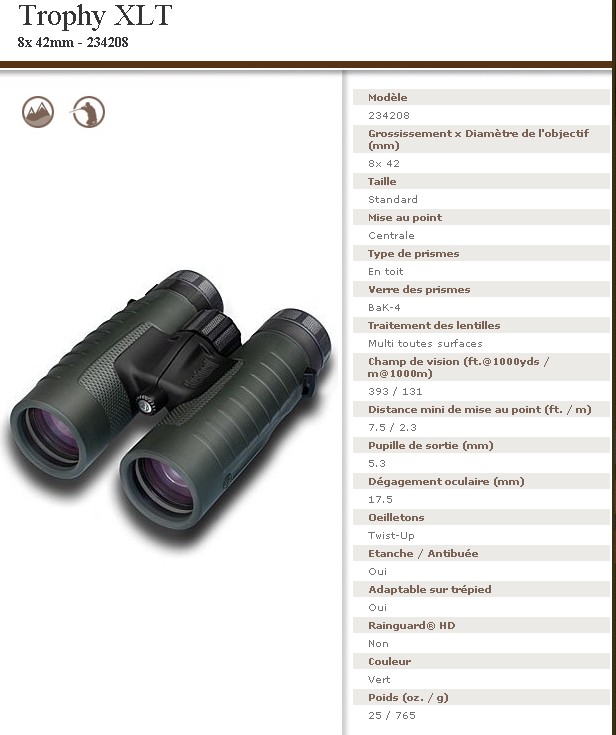 Trophy XLT
8x 42mm - 234208
Modèle
234208
Grossissement x Diamètre de l'objectif
(mm)
8x 42
Taille
Standard
Mise au point
Centrale
Type de prismes
En toit
Verre des prismes
BaK-4
Traitement des lentilles
Multi toutes surfaces
Champ de vision (ft.@1000yds /
m@1000m)
393 / 131
Distance mini de mise au point (ft. / m)
7.5 / 2.3
Pupille de sortie (mm)
5.3
Dégagement oculaire (mm)
17.5
Oeilletons
Twist-Up
Etanche / Antibuée
Oui
Adaptable sur trépied
Oui
Rainguard® HD
Non
Couleur
Vert
Poids (oz. / g)
25 / 765